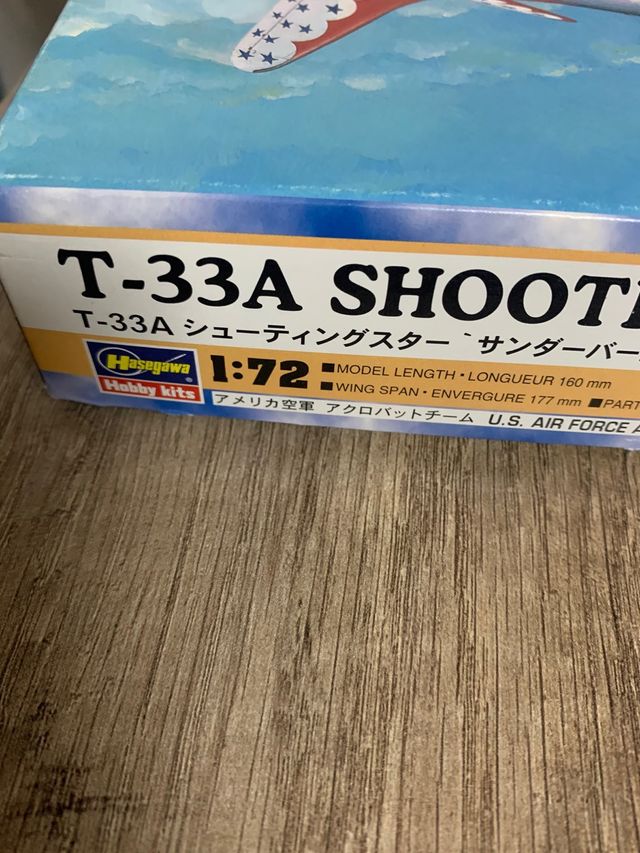 T-33A SHOOTI
T-33A シューティングスター`サンダーバー
Hasegawa
Hobby kits
1:72
■MODEL LENGTH・LONGUEUR 160 mm
■WING SPAN・ENVERGURE 177 mm ■PART
アメリカ空軍 アクロバットチーム U.S. AIR FORCE A